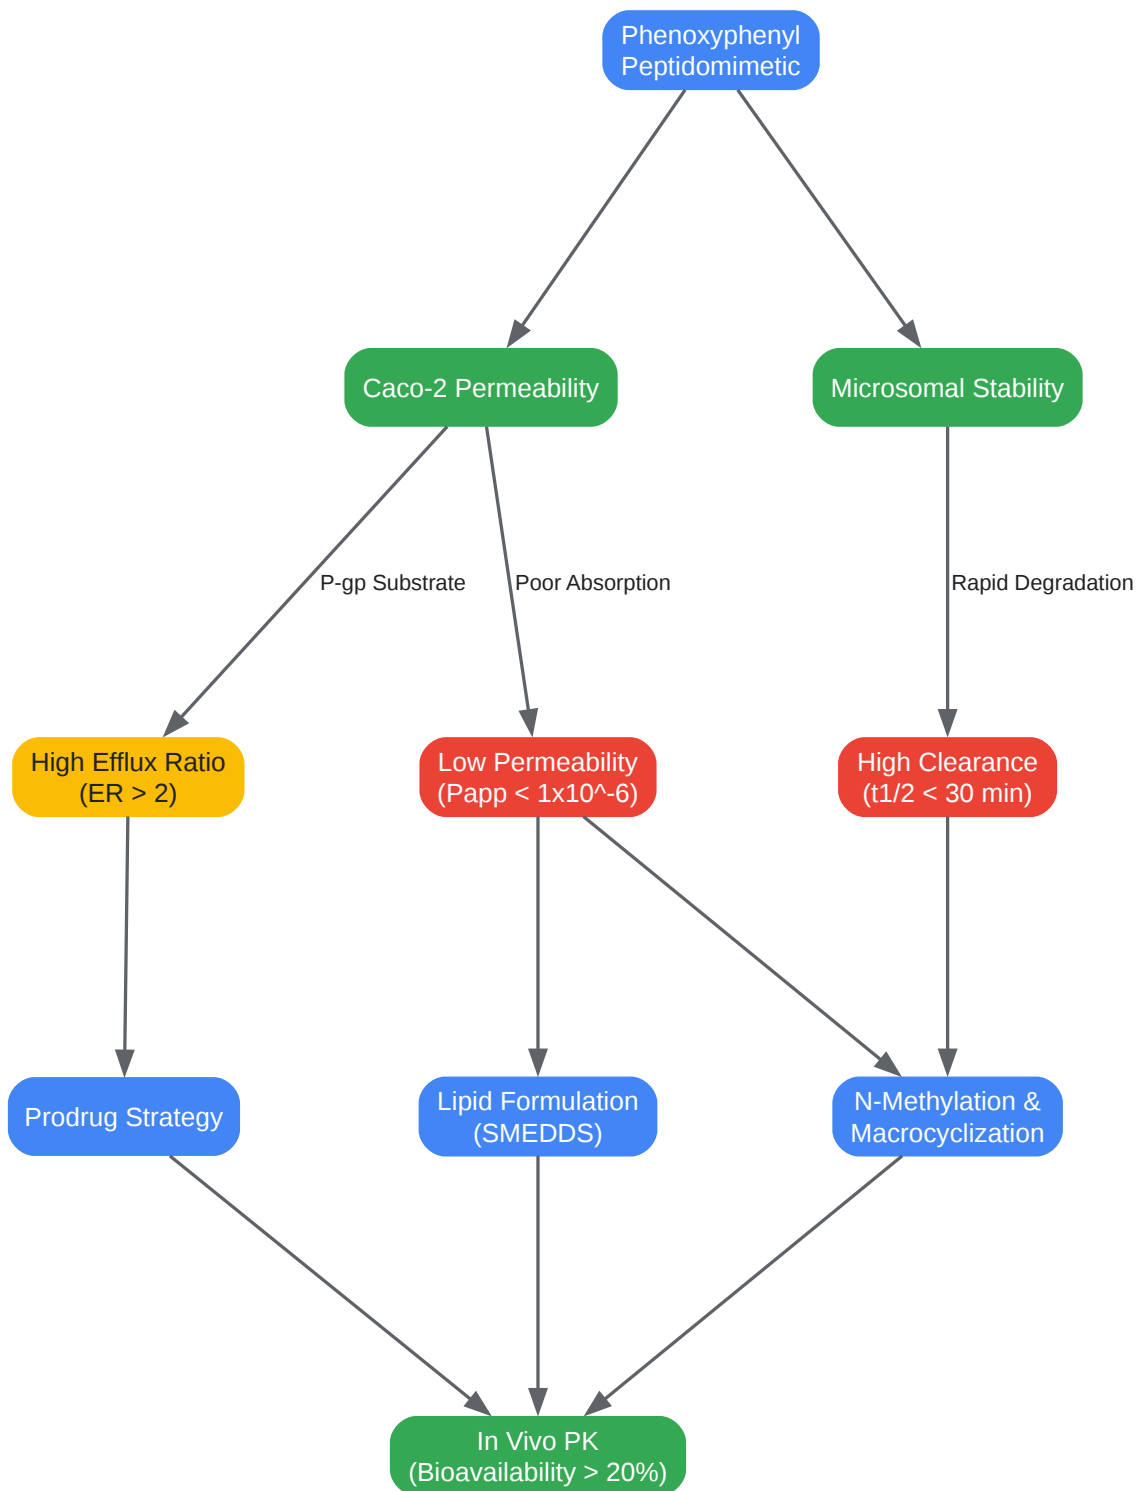 Phenoxyphenyl
Peptidomimetic
Caco-2 Permeability
Microsomal Stability
P-gp Substrate
Poor Absorption
Rapid Degradation
High Efflux Ratio
(ER > 2)
Low Permeability
(Papp < 1x10^-6)
High Clearance
(t1/2 < 30 min)
Prodrug Strategy
Lipid Formulation
(SMEDDS)
N-Methylation &
Macrocyclization
In Vivo PK
(Bioavailability > 20%)